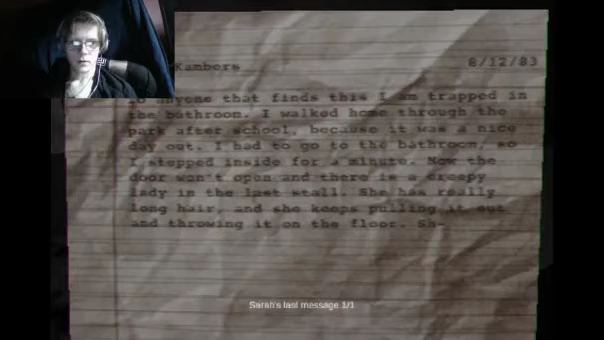 Kambers 8/12/83
To anyone that finds this I am trapped in
the bathroom. I walked home through the
park after school, because it was a nice
day out. I had to go to the bathroom, so
I stepped inside for a minute. Now the
door won't open and there is a creepy
lady in the last stall. She has really
long hair, and she keeps pulling it out
and throwing it on the floor. Sh-
Sarah's last message 1/1